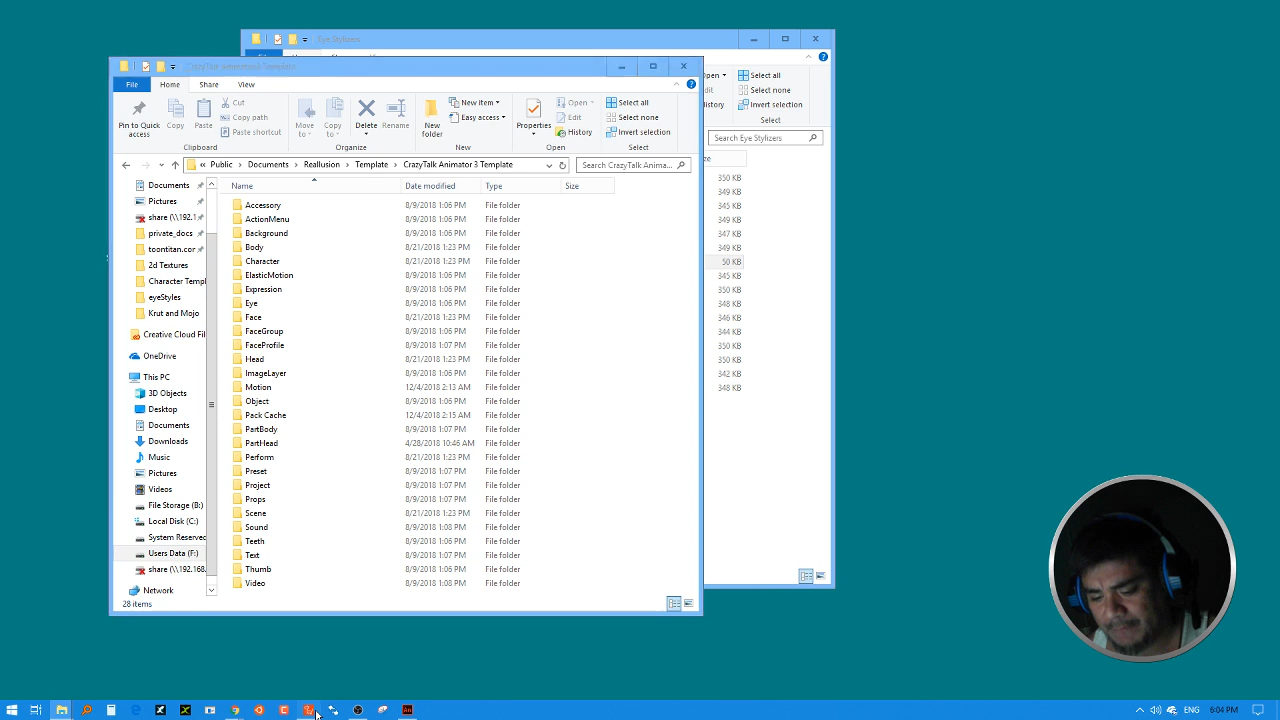 Eye Stylizers
CrazyTalk Animator3 Template
File Home Share View
Pin to Quick access
Copy
Paste
Cut
Copy path
Paste shortcut
Clipboard
Move to
Copy to
Delete
Rename
Organize
New folder
New item
Easy access
New
Properties
Open
Edit
History
Open
Select all
Select none
Invert selection
Select
Open
History
Select all
Select none
Invert selection
Select
Search Eye Stylizers
« Public > Documents > Reallusion > Template > CrazyTalk Animator 3 Template
Search CrazyTalk Anima...
Name Date modified Type Size
Documents
Pictures
share (\\192.1
private_docs
toontitan.cor
2d Textures
Character Templ
eyeStyles
Krut and Mojo
Creative Cloud Fil
OneDrive
This PC
3D Objects
Desktop
Documents
Downloads
Music
Pictures
Videos
File Storage (B:)
Local Disk (C:)
System Reserved
Users Data (F:)
share (\\192.168.
Network
Accessory 8/9/2018 1:06 PM File folder
ActionMenu 8/9/2018 1:06 PM File folder
Background 8/9/2018 1:06 PM File folder
Body 8/21/2018 1:23 PM File folder
Character 8/21/2018 1:23 PM File folder
ElasticMotion 8/9/2018 1:06 PM File folder
Expression 8/9/2018 1:06 PM File folder
Eye 8/9/2018 1:06 PM File folder
Face 8/21/2018 1:23 PM File folder
FaceGroup 8/9/2018 1:06 PM File folder
FaceProfile 8/9/2018 1:07 PM File folder
Head 8/21/2018 1:23 PM File folder
ImageLayer 8/9/2018 1:06 PM File folder
Motion 12/4/2018 2:13 AM File folder
Object 8/9/2018 1:06 PM File folder
Pack Cache 12/4/2018 2:15 AM File folder
PartBody 8/9/2018 1:07 PM File folder
PartHead 4/28/2018 10:46 AM File folder
Perform 8/21/2018 1:23 PM File folder
Preset 8/9/2018 1:07 PM File folder
Project 8/9/2018 1:07 PM File folder
Props 8/9/2018 1:07 PM File folder
Scene 8/21/2018 1:23 PM File folder
Sound 8/9/2018 1:08 PM File folder
Teeth 8/9/2018 1:06 PM File folder
Text 8/9/2018 1:07 PM File folder
Thumb 8/9/2018 1:06 PM File folder
Video 8/9/2018 1:08 PM File folder
28 items
350 KB
349 KB
345 KB
349 KB
347 KB
349 KB
50 KB
345 KB
350 KB
348 KB
346 KB
344 KB
350 KB
350 KB
342 KB
348 KB
An
ENG 6:04 PM